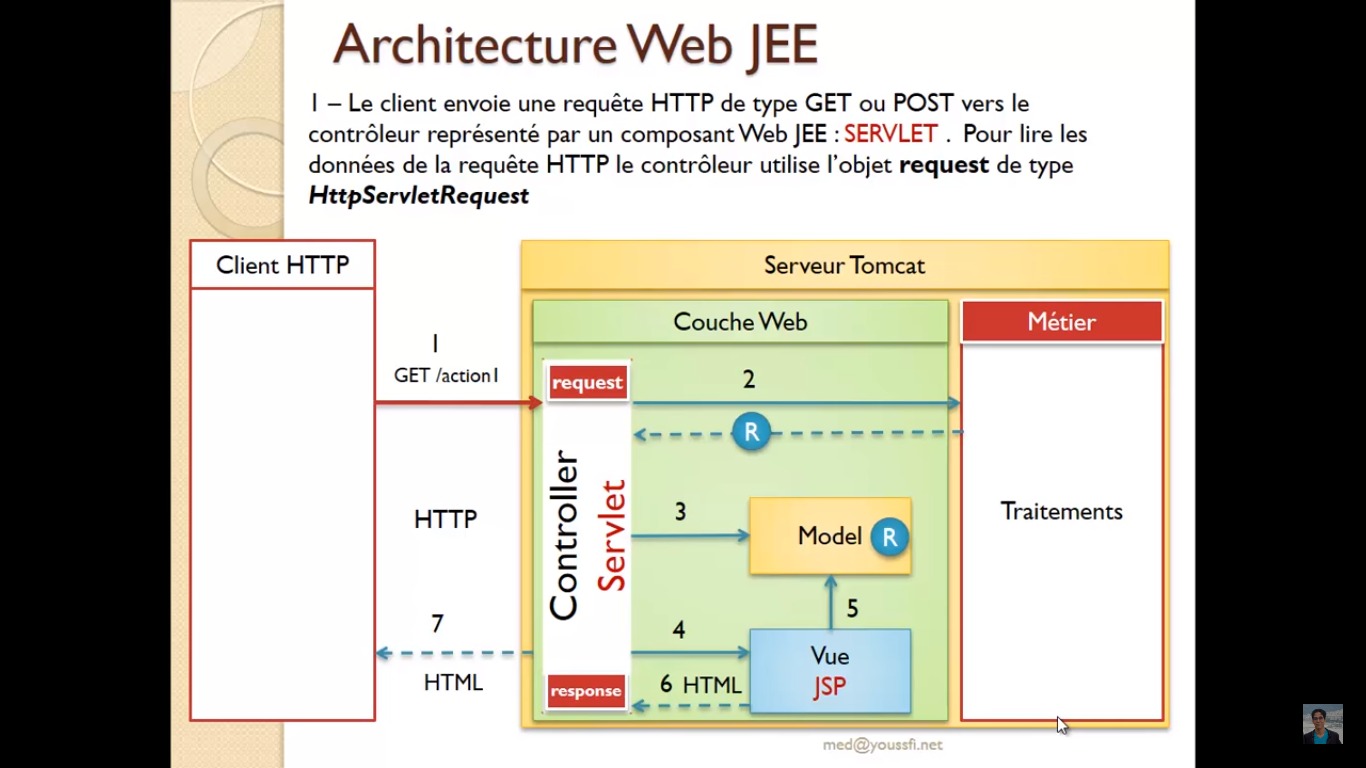 Architecture Web JEE
1 – Le client envoie une requête HTTP de type GET ou POST vers le
contrôleur représenté par un composant Web JEE : SERVLET . Pour lire les
données de la requête HTTP le contrôleur utilise l'objet request de type
HttpServletRequest
Client HTTP
Serveur Tomcat
Couche Web
Métier
1
GET /action1
request
2
R
Controller
Servlet
HTTP
3
Model R
Traitements
5
7
4
Vue
JSP
HTML
response
6 HTML
med@youssfi.net